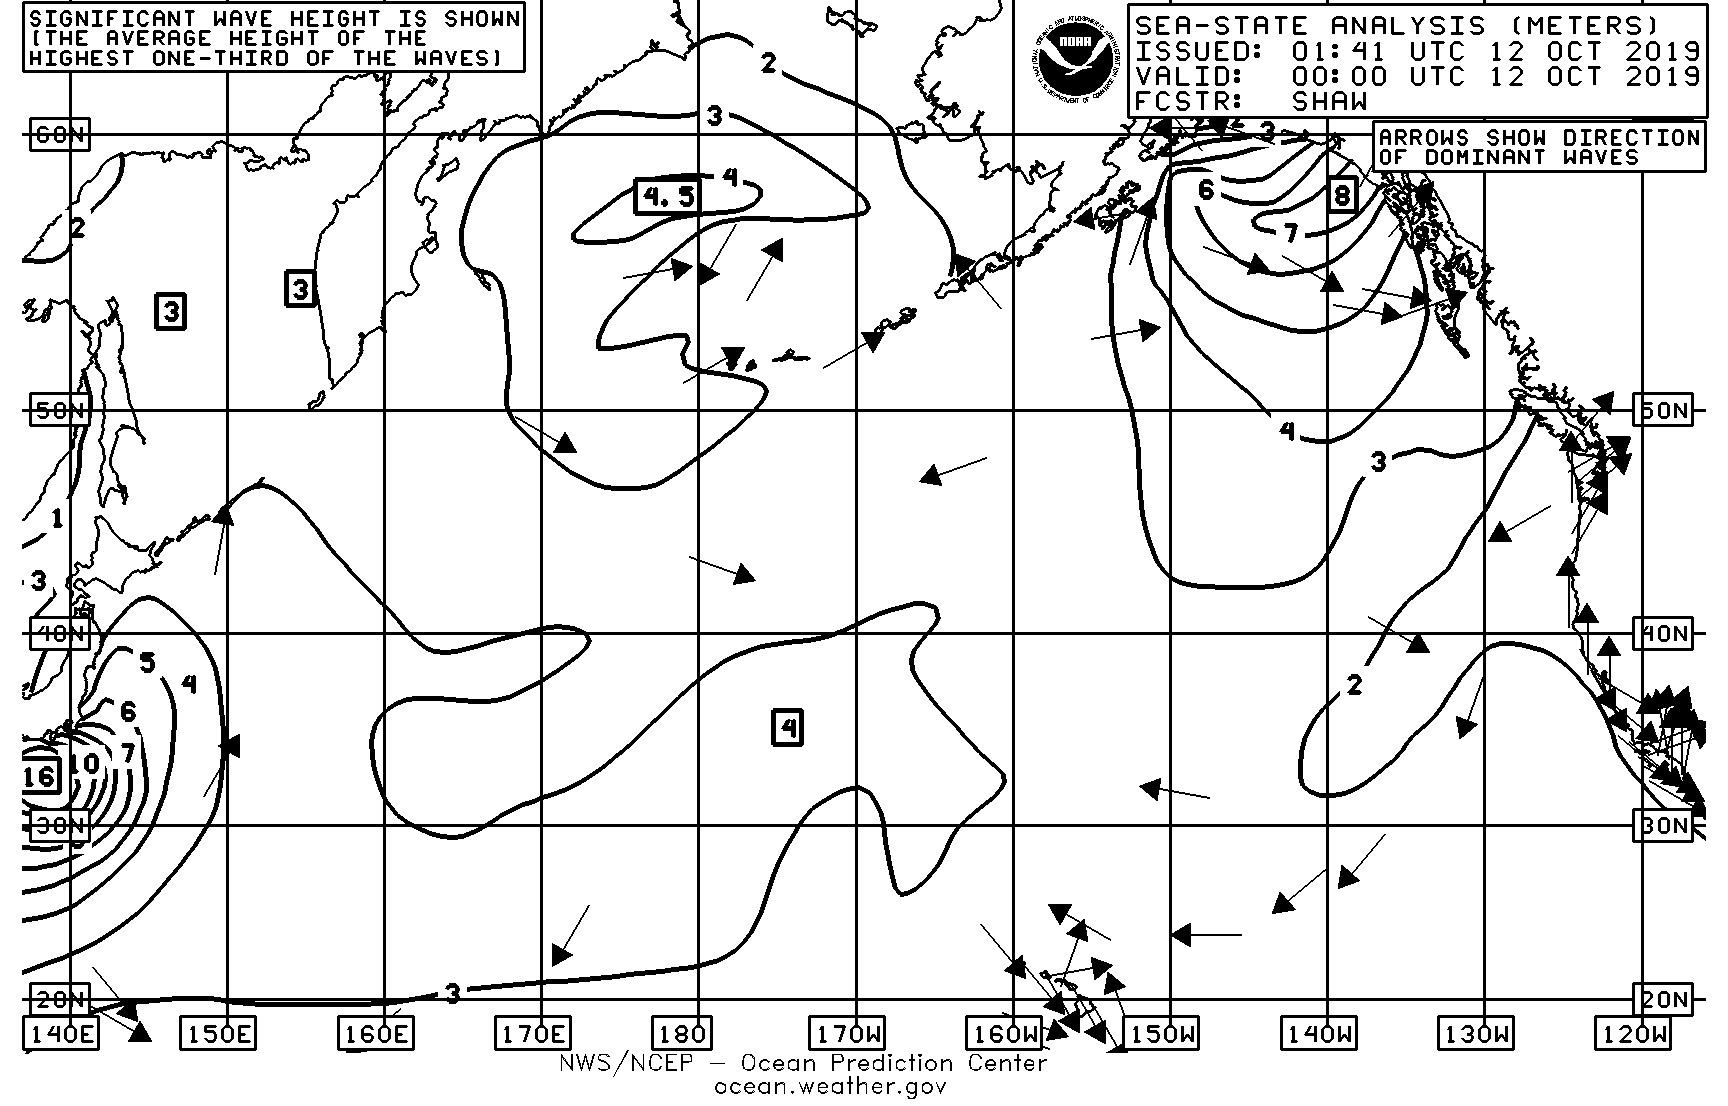 SIGNIFICANT WAVE HEIGHT IS SHOWN
(THE AVERAGE HEIGHT OF THE
HIGHEST ONE-THIRD OF THE WAVES)
NOAA
SEA-STATE ANALYSIS (METERS)
ISSUED: 01:41 UTC 12 OCT 2019
VALID: 00:00 UTC 12 OCT 2019
FCSTR: SHAW
ARROWS SHOW DIRECTION
OF DOMINANT WAVES
2
3
2
3
60N
4
4.5
6
8
2
7
3
3
50N
50N
4
3
1
3
40N
40N
5
4
2
6
4
7
10
16
30N
30N
3
20N
20N
140E 150E 160E 170E 180 170W 160W 150W 140W 130W 120W
NWS/NCEP – Ocean Prediction Center
ocean.weather.gov